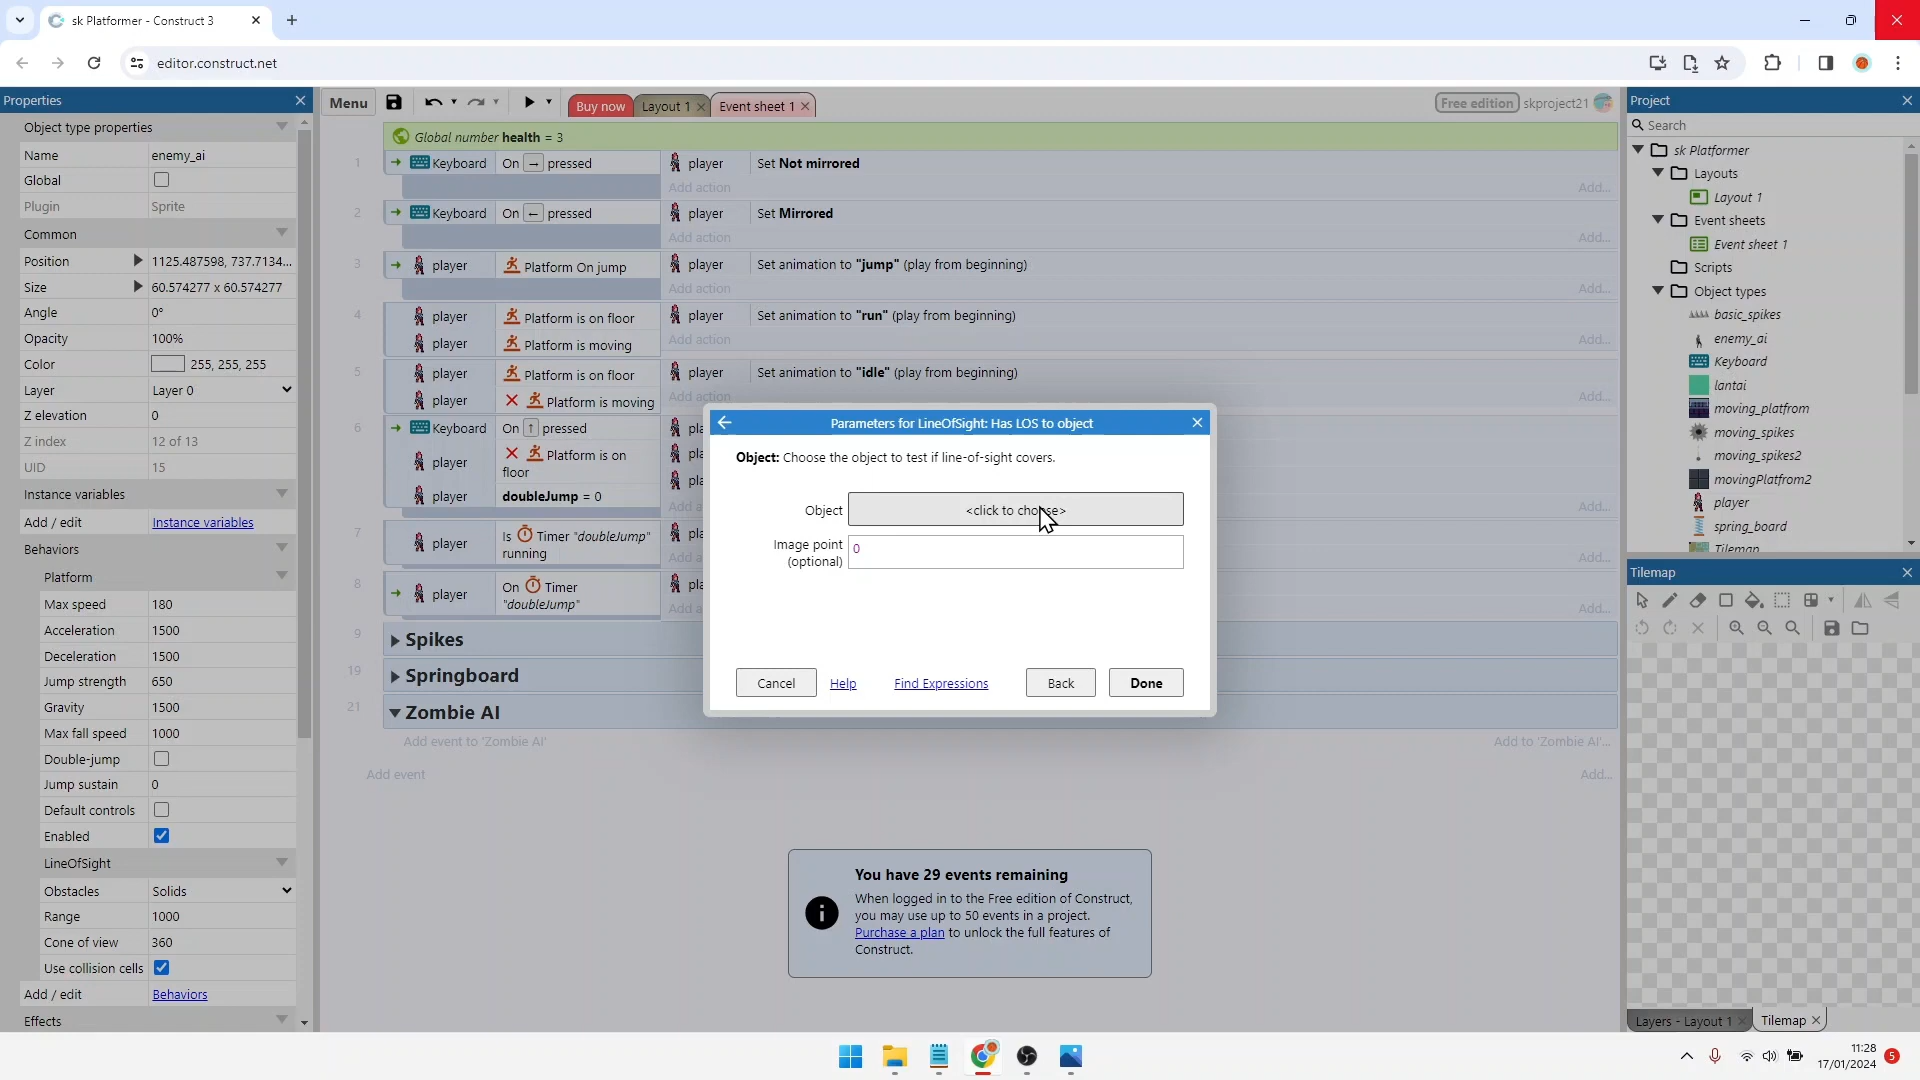 sk Platformer - Construct 3
editor.construct.net
Properties
Object type properties
Name enemy_ai
Global
Plugin Sprite
Common
Position 1125.487598, 737.7134...
Size 60.574277 x 60.574277
Angle 0°
Opacity 100%
Color 255, 255, 255
Layer Layer 0
Z elevation 0
Z index 12 of 13
UID 15
Instance variables
Add / edit Instance variables
Behaviors
Platform
Max speed 180
Acceleration 1500
Deceleration 1500
Jump strength 650
Gravity 1500
Max fall speed 1000
Double-jump
Jump sustain 0
Default controls
Enabled
LineOfSight
Obstacles Solids
Range 1000
Cone of view 360
Use collision cells
Add / edit Behaviors
Effects
Menu
Buy now
Layout 1
Event sheet 1
Free edition skproject21
Global number health = 3
1 Keyboard On → pressed player Set Not mirrored
Add action Add...
2 Keyboard On ← pressed player Set Mirrored
Add action Add...
3 player Platform On jump player Set animation to "jump" (play from beginning)
Add action Add...
4 player Platform is on floor player Set animation to "run" (play from beginning)
player Platform is moving Add action Add...
5 player Platform is on floor player Set animation to "idle" (play from beginning)
player Platform is moving Add action Add...
6 Keyboard On ↑ pressed pla
player Platform is on floor pla
player doubleJump = 0 pla
Add a Add...
7 player Is Timer "doubleJump" running pla
Add a Add...
8 player On Timer "doubleJump" pla
Add a Add...
9 Spikes
19 Springboard
21 Zombie AI
Add event to 'Zombie AI' Add to 'Zombie AI'...
Add event Add...
Parameters for LineOfSight: Has LOS to object
Object: Choose the object to test if line-of-sight covers.
Object <click to choose>
Image point (optional) 0
Cancel Help Find Expressions Back Done
You have 29 events remaining
When logged in to the Free edition of Construct,
you may use up to 50 events in a project.
Purchase a plan to unlock the full features of
Construct.
Project
Search
sk Platformer
Layouts
Layout 1
Event sheets
Event sheet 1
Scripts
Object types
basic_spikes
enemy_ai
Keyboard
lantai
moving_platfrom
moving_spikes
moving_spikes2
movingPlatfrom2
player
spring_board
Tilemap
Tilemap
Layers - Layout 1
Tilemap
11:28
17/01/2024
5